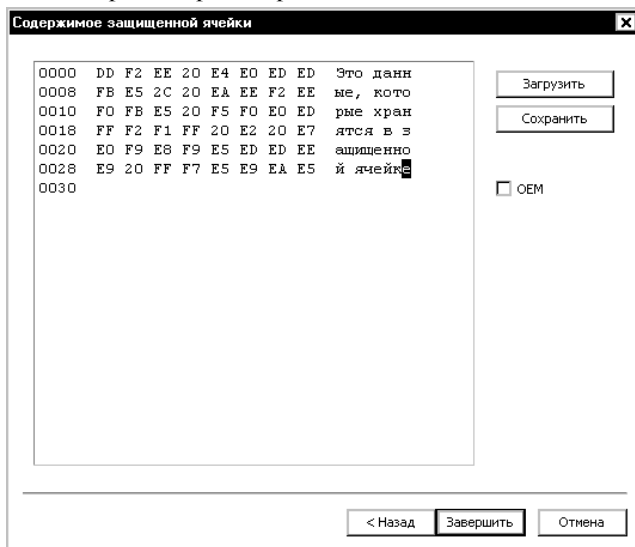 Содержимое защищенной ячейки
0000 DD F2 EE 20 E4 E0 ED ED Это данн
0008 FB E5 2C 20 EA EE F2 EE ые, кото
0010 F0 FB E5 20 F5 F0 E0 ED рые хран
0018 FF F2 F1 FF 20 E2 20 E7 ятся в з
0020 E0 F9 E8 F9 E5 ED ED EE ащищенно
0028 E9 20 FF F7 E5 E9 EA E5 й ячейке
0030
Загрузить
Сохранить
OEM
< Назад Завершить Отмена